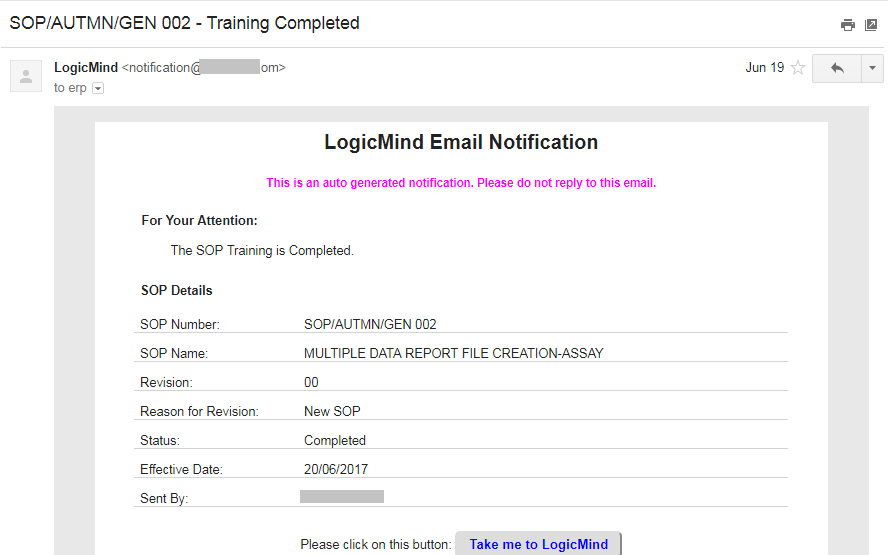 SOP/AUTMN/GEN 002 - Training Completed
LogicMind <notification@ om> Jun 19
to erp
LogicMind Email Notification
This is an auto generated notification. Please do not reply to this email.
For Your Attention:
The SOP Training is Completed.
SOP Details
SOP Number: SOP/AUTMN/GEN 002
SOP Name: MULTIPLE DATA REPORT FILE CREATION-ASSAY
Revision: 00
Reason for Revision: New SOP
Status: Completed
Effective Date: 20/06/2017
Sent By:
Please click on this button: Take me to LogicMind